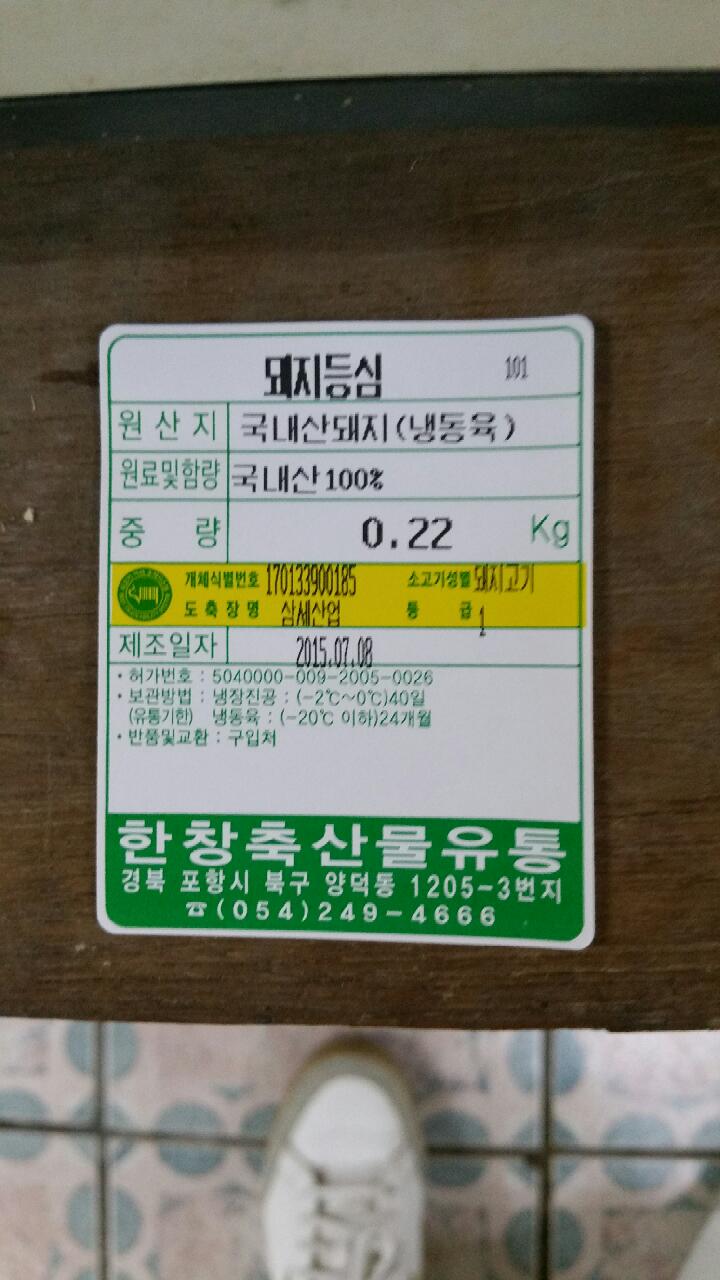 돼지등심 101
원 산 지 국내산돼지(냉동육)
원료및함량 국내산100%
중 량 0.22 Kg
개체식별번호 170133900185 소고기성별 돼지고기
도 축 장 명 삼세산업 등 급 1
제조일자 2015.07.08
·허가번호 : 5040000-009-2005-0026
·보관방법 : 냉장진공 : (-2℃~0℃)40일
(유통기한) 냉동육 : (-20℃ 이하)24개월
·반품및교환 : 구입처
한창축산물유통
경북 포항시 북구 양덕동 1205-3번지
☎(054)249-4666